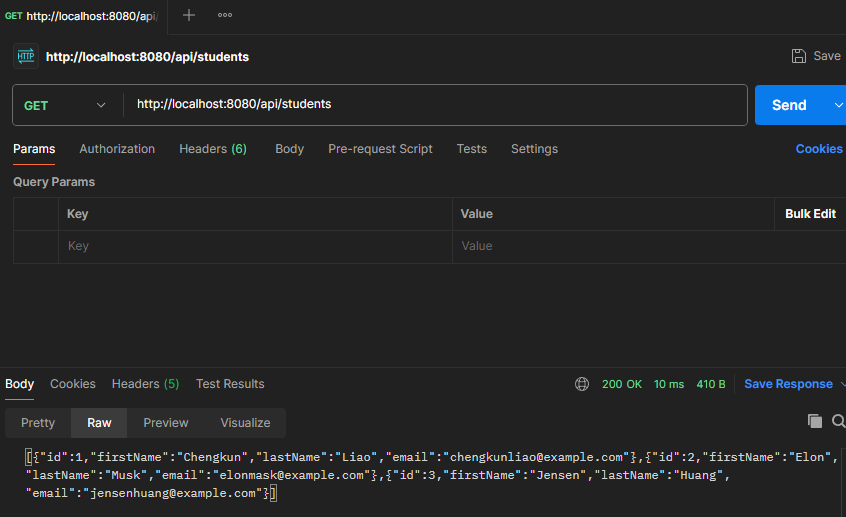 GET http://localhost:8080/api/
HTTP http://localhost:8080/api/students Save
GET http://localhost:8080/api/students Send
Params Authorization Headers (6) Body Pre-request Script Tests Settings Cookies
Query Params
Key Value Bulk Edit
Key Value
Body Cookies Headers (5) Test Results 200 OK 10 ms 410 B Save Response
Pretty Raw Preview Visualize
[{"id":1,"firstName":"Chengkun","lastName":"Liao","email":"chengkunliao@example.com"},{"id":2,"firstName":"Elon",
"lastName":"Musk","email":"elonmask@example.com"},{"id":3,"firstName":"Jensen","lastName":"Huang",
"email":"jensenhuang@example.com"}]